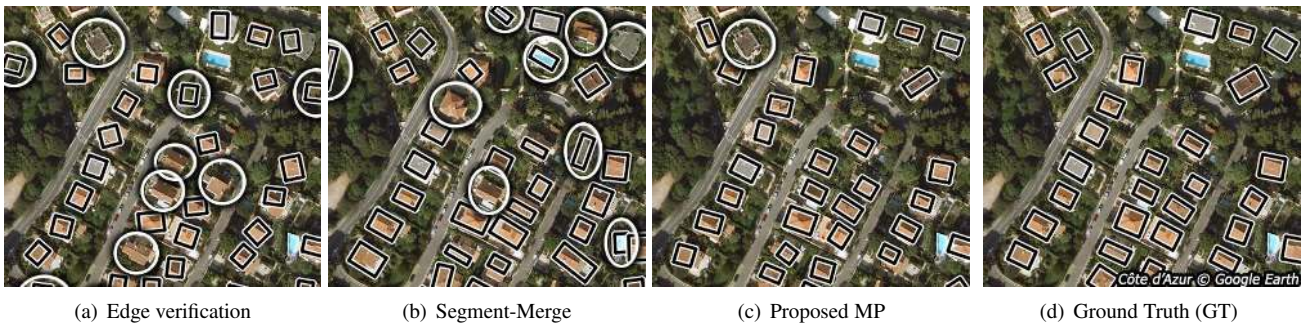 Côte d'Azur © Google Earth
(a) Edge verification
(b) Segment-Merge
(c) Proposed MP
(d) Ground Truth (GT)